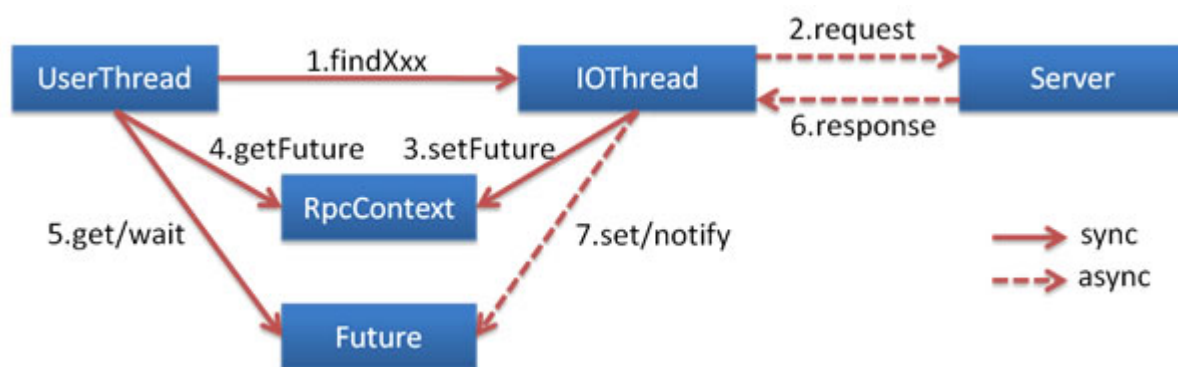 2.request
UserThread
1.findXxx
IOThread
Server
6.response
4.getFuture
3.setFuture
RpcContext
5.get/wait
7.set/notify
sync
async
Future